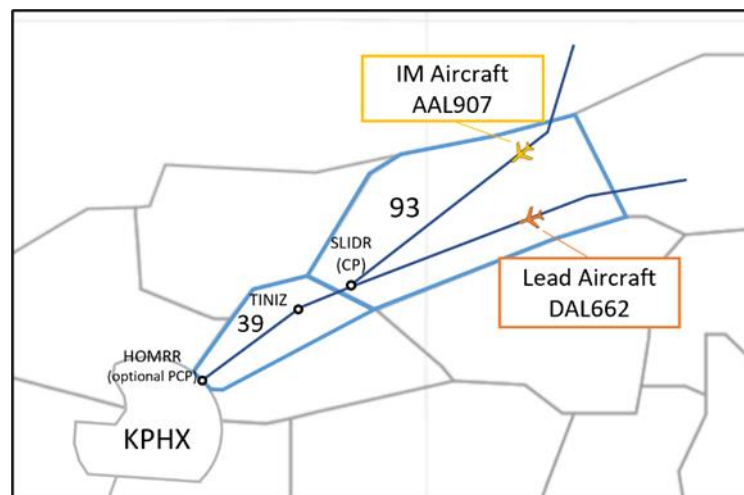 IM Aircraft
AAL907
93
SLIDR
(CP)
Lead Aircraft
DAL662
TINIZ
39
HOMRR
(optional PCP)
KPHX